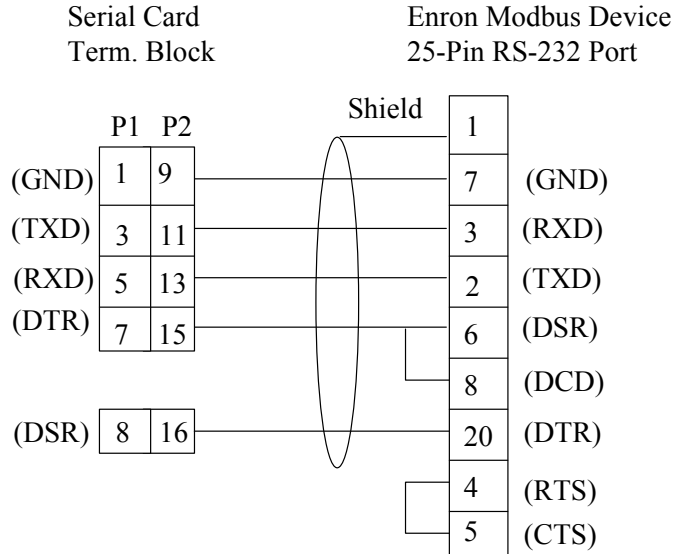 Serial Card
Term. Block
Enron Modbus Device
25-Pin RS-232 Port
Shield
1
P1 P2
(GND) 1 9 7 (GND)
(TXD) 3 11 3 (RXD)
(RXD) 5 13 2 (TXD)
(DTR) 7 15 6 (DSR)
8 (DCD)
(DSR) 8 16 20 (DTR)
4 (RTS)
5 (CTS)